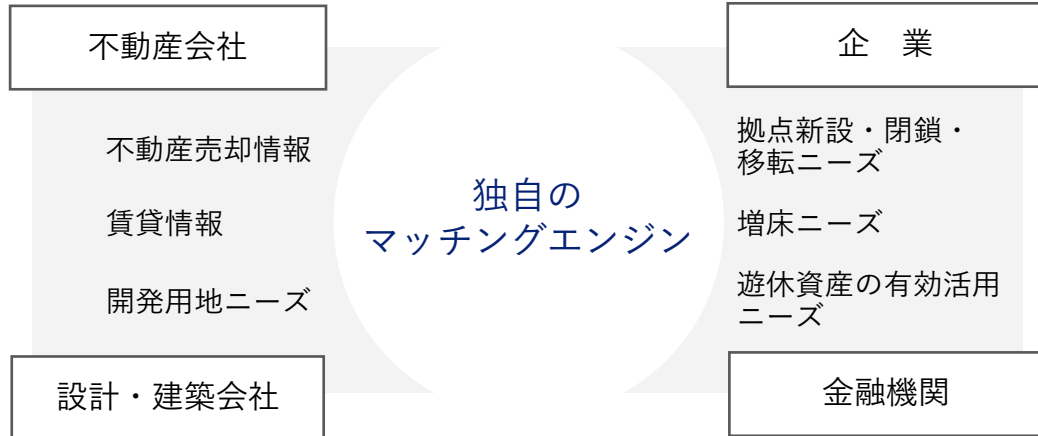 不動産会社
不動産売却情報
賃貸情報
開発用地ニーズ
設計・建築会社
独自の
マッチングエンジン
企　業
拠点新設・閉鎖・
移転ニーズ
増床ニーズ
遊休資産の有効活用
ニーズ
金融機関